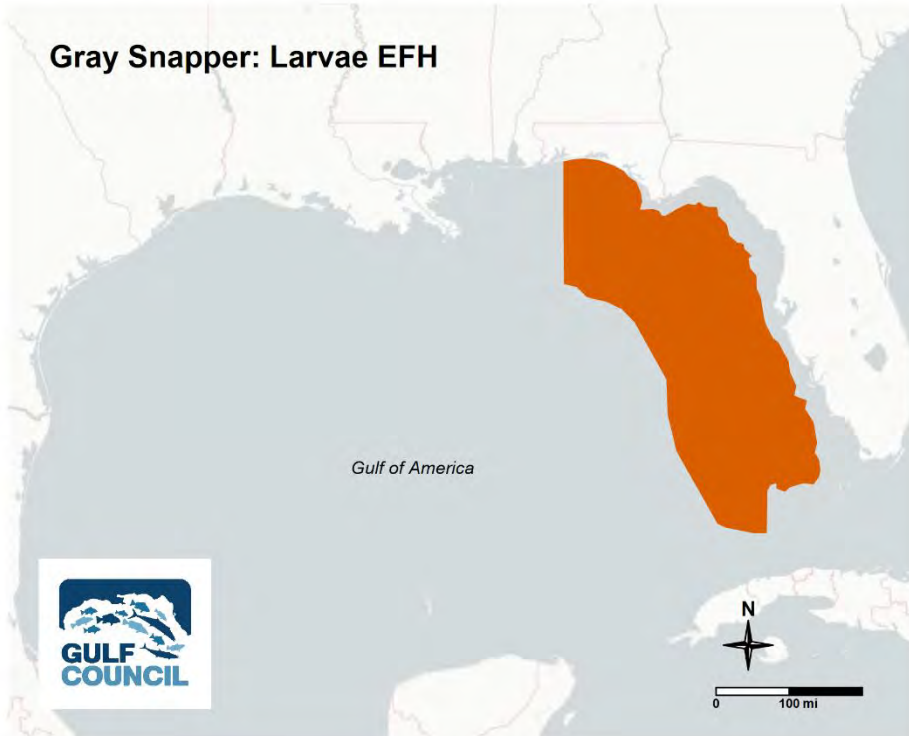 Gray Snapper: Larvae EFH
Gulf of America
GULF
COUNCIL
N
0 100 mi